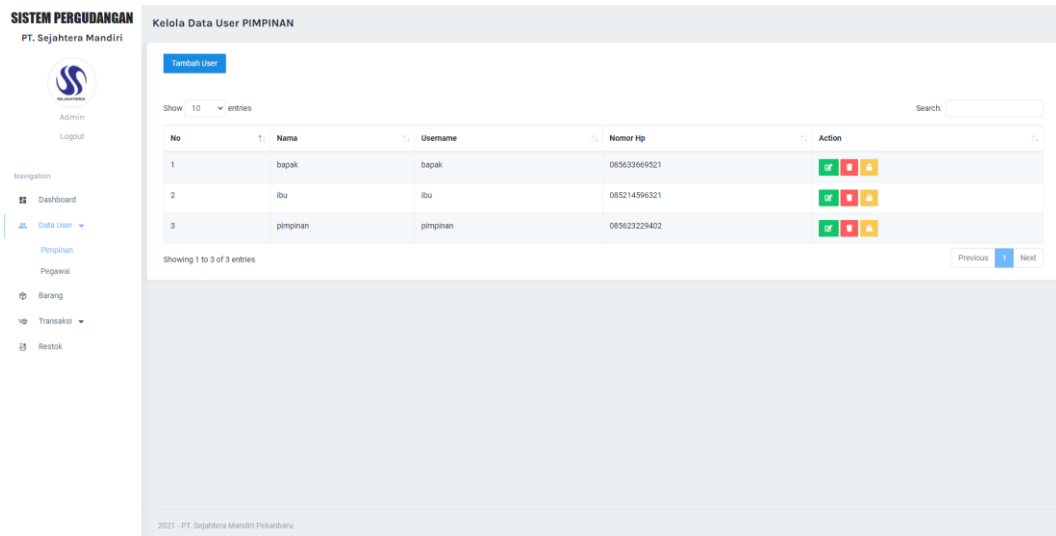 SISTEM PERGUDANGAN
PT. Sejahtera Mandiri
SEJAHTERA
Admin
Logout
Navigation
Dashboard
Data User
Pimpinan
Pegawai
Barang
Transaksi
Restok
Kelola Data User PIMPINAN
Tambah User
Show 10 entries
Search:
No Nama Username Nomor Hp Action
1 bapak bapak 085633669521
2 ibu ibu 085214596321
3 pimpinan pimpinan 085623229402
Showing 1 to 3 of 3 entries
Previous 1 Next
2021 - PT. Sejahtera Mandiri Pekanbaru